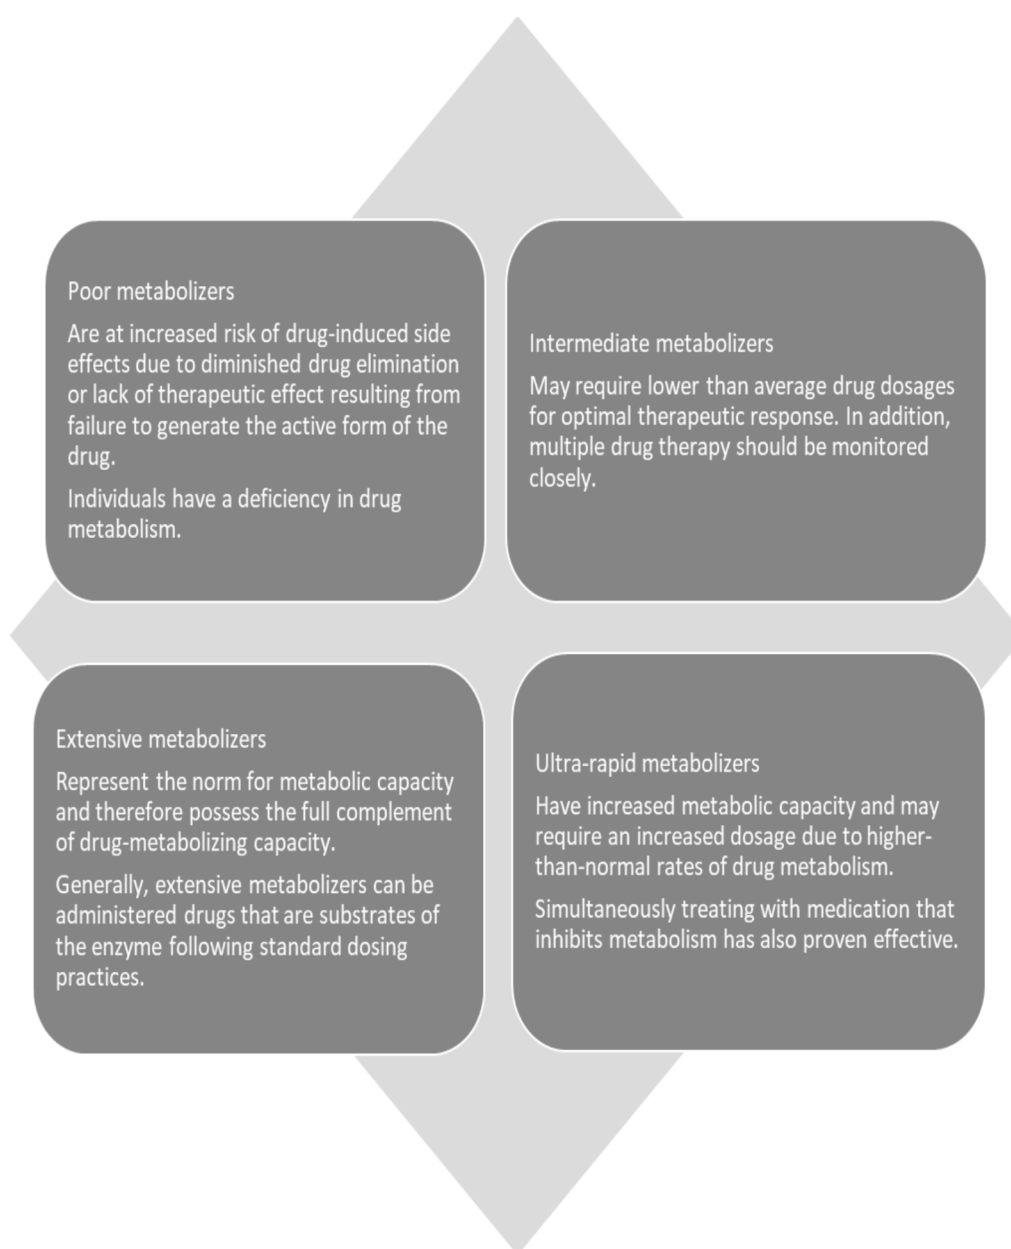 Poor metabolizers
Are at increased risk of drug-induced side
effects due to diminished drug elimination
or lack of therapeutic effect resulting from
failure to generate the active form of the
drug.
Individuals have a deficiency in drug
metabolism.
Intermediate metabolizers
May require lower than average drug dosages
for optimal therapeutic response. In addition,
multiple drug therapy should be monitored
closely.
Extensive metabolizers
Represent the norm for metabolic capacity
and therefore possess the full complement
of drug-metabolizing capacity.
Generally, extensive metabolizers can be
administered drugs that are substrates of
the enzyme following standard dosing
practices.
Ultra-rapid metabolizers
Have increased metabolic capacity and may
require an increased dosage due to higher-
than-normal rates of drug metabolism.
Simultaneously treating with medication that
inhibits metabolism has also proven effective.